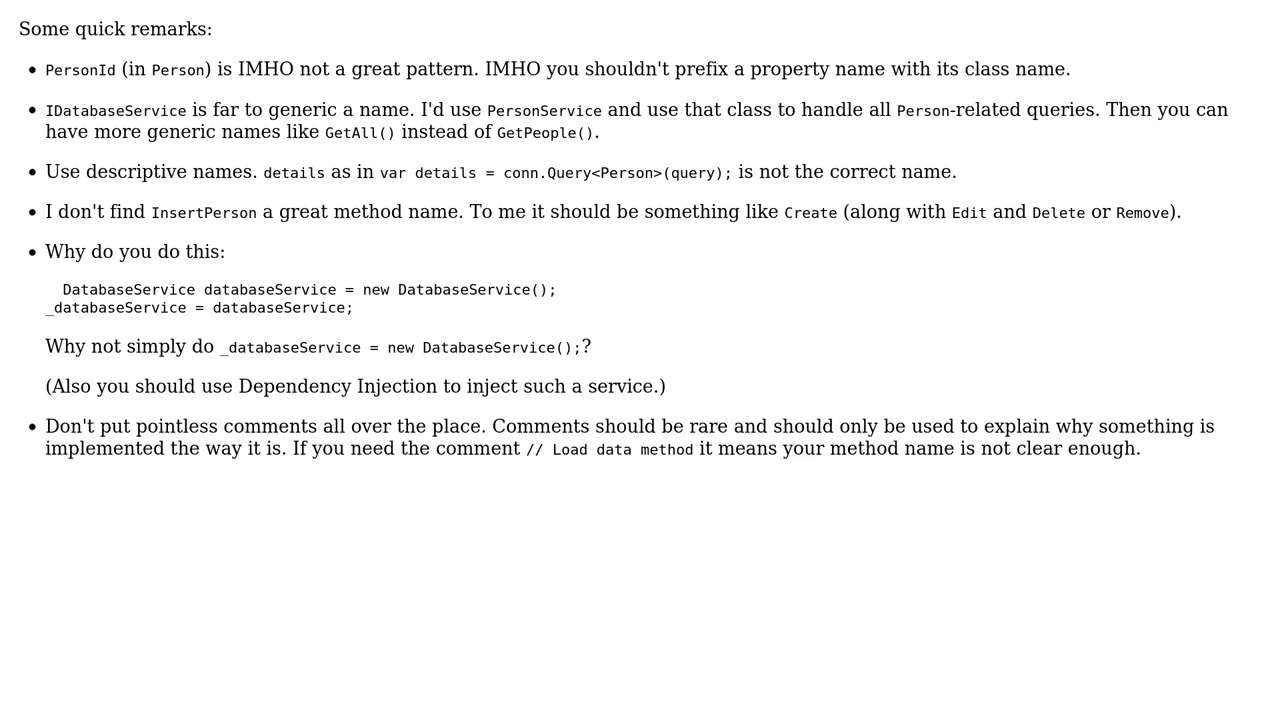 Some quick remarks:
• PersonId (in Person) is IMHO not a great pattern. IMHO you shouldn't prefix a property name with its class name.
• IDatabaseService is far to generic a name. I'd use PersonService and use that class to handle all Person-related queries. Then you can
have more generic names like GetAll() instead of GetPeople().
• Use descriptive names. details as in var details = conn.Query<Person>(query); is not the correct name.
• I don't find InsertPerson a great method name. To me it should be something like Create (along with Edit and Delete or Remove).
• Why do you do this:
  DatabaseService databaseService = new DatabaseService();
_databaseService = databaseService;
Why not simply do _databaseService = new DatabaseService();?
(Also you should use Dependency Injection to inject such a service.)
• Don't put pointless comments all over the place. Comments should be rare and should only be used to explain why something is
implemented the way it is. If you need the comment // Load data method it means your method name is not clear enough.